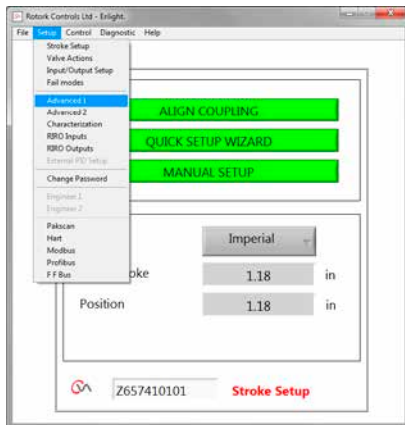 Rotork Controls Ltd - Enlight.
File Setup Control Diagnostic Help
Stroke Setup
Valve Actions
Input/Output Setup
Fail modes
Advanced 1
Advanced 2
Characterization
RIRO Inputs
RIRO Outputs
External PID Setup
Change Password
Engineer 1
Engineer 2
Pakscan
Hart
Modbus
Profibus
F F Bus
ALIGN COUPLING
QUICK SETUP WIZARD
MANUAL SETUP
Imperial
oke 1.18 in
Position 1.18 in
Z657410101 Stroke Setup